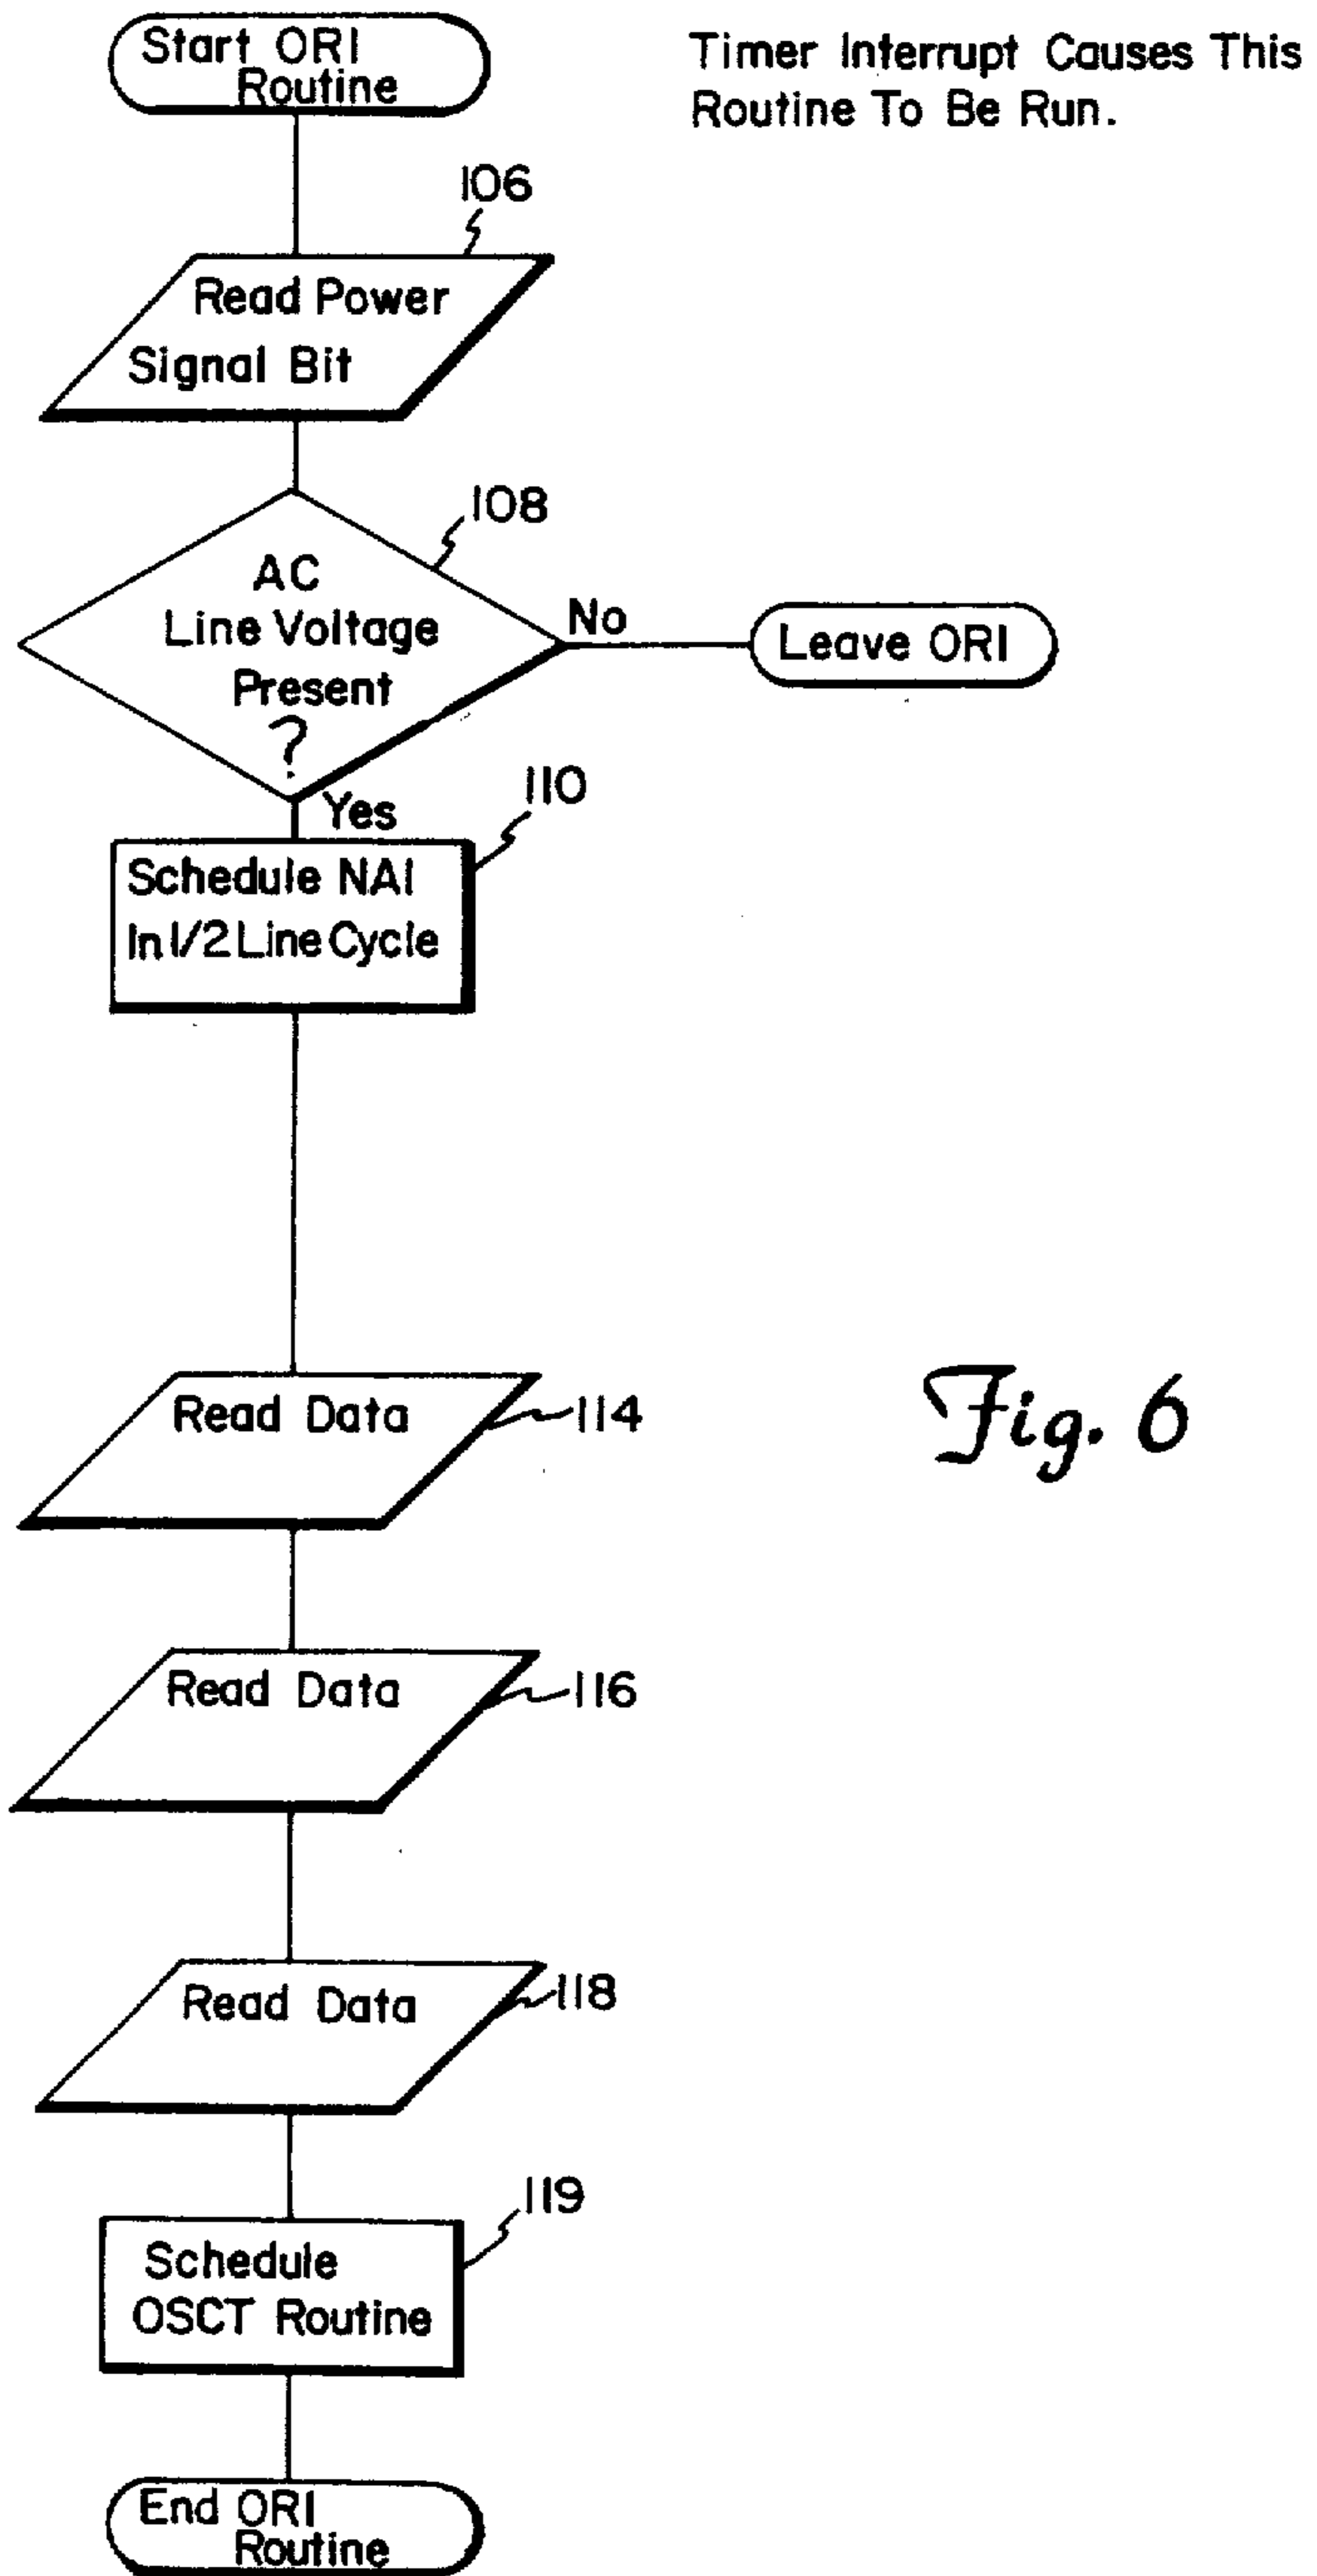 Start ORI
Routine
Timer Interrupt Causes This
Routine To Be Run.
106
Read Power
Signal Bit
108
AC
Line Voltage
Present
?
No
Leave ORI
Yes
110
Schedule NAI
In 1/2 Line Cycle
Read Data
114
Fig. 6
Read Data
116
Read Data
118
119
Schedule
OSCT Routine
End ORI
Routine